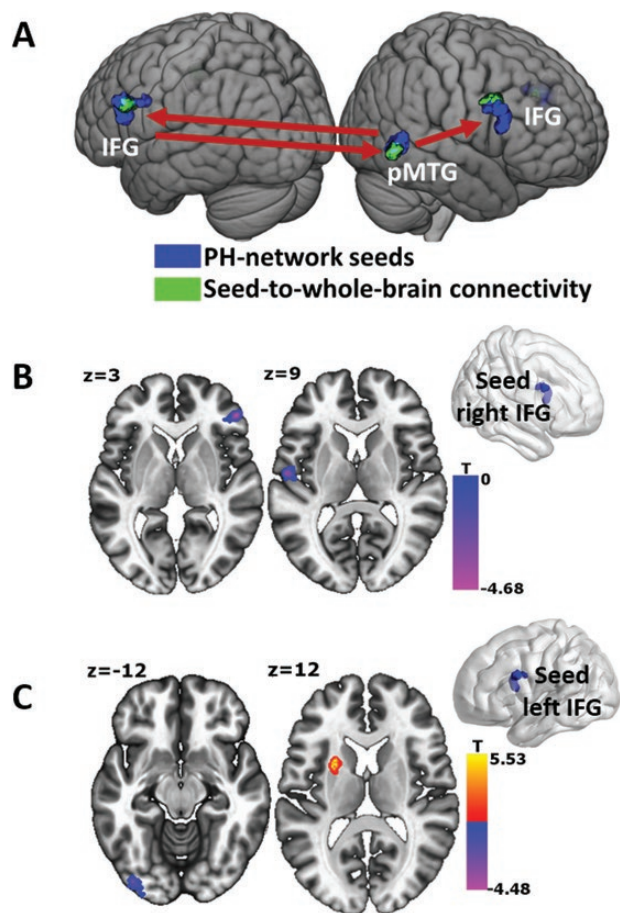 A
IFG
pMTG
IFG
PH-network seeds
Seed-to-whole-brain connectivity
B
z=3
z=9
Seed
right IFG
T
0
-4.68
C
z=-12
z=12
Seed
left IFG
T
5.53
-4.48